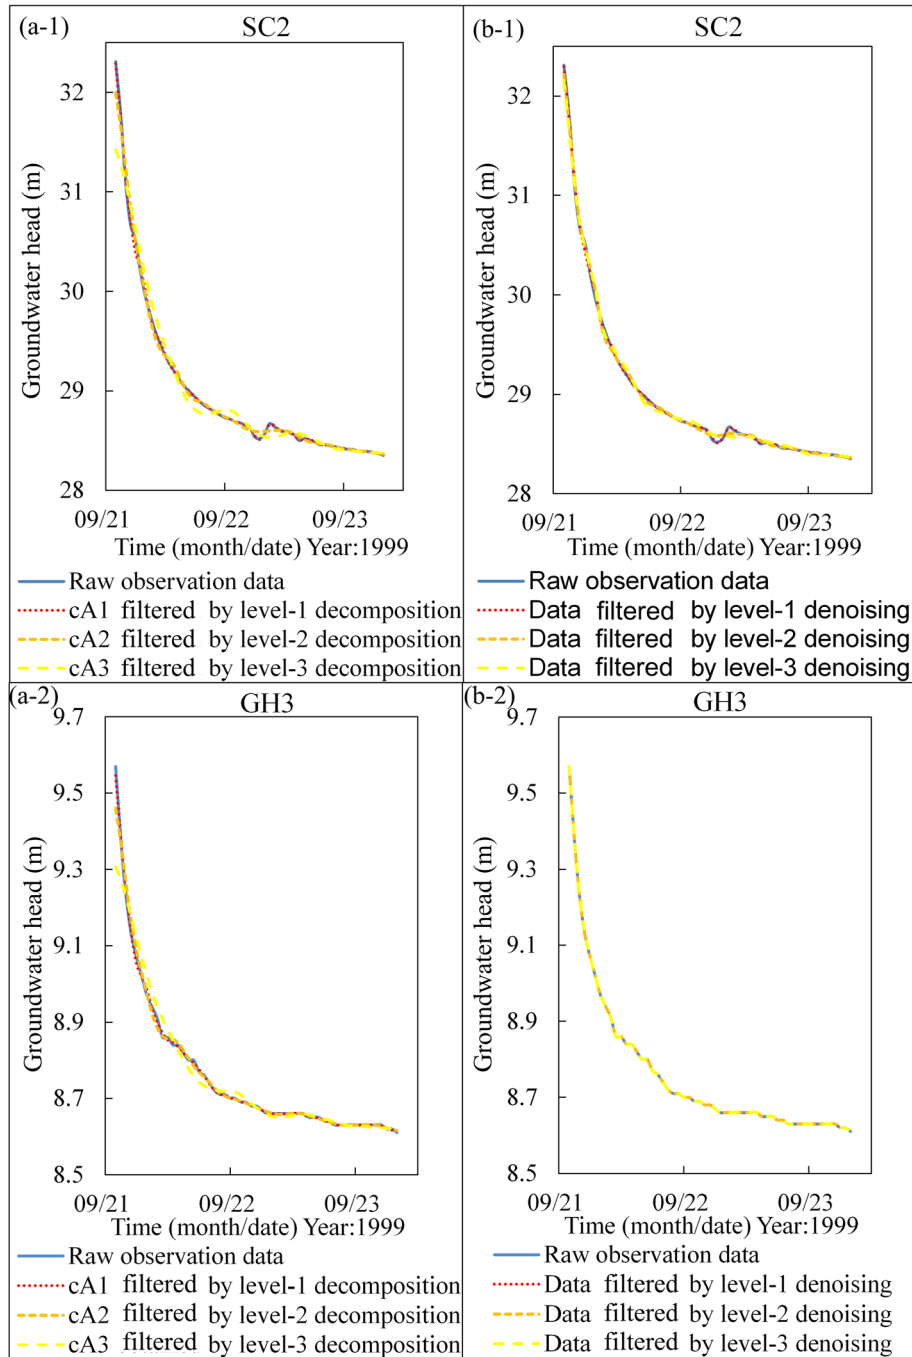 (a-1) SC2
32
31
30
29
28
Groundwater head (m)
09/21 09/22 09/23
Time (month/date) Year:1999
Raw observation data
cA1 filtered by level-1 decomposition
cA2 filtered by level-2 decomposition
cA3 filtered by level-3 decomposition
(b-1) SC2
32
31
30
29
28
Groundwater head (m)
09/21 09/22 09/23
Time (month/date) Year:1999
Raw observation data
Data filtered by level-1 denoising
Data filtered by level-2 denoising
Data filtered by level-3 denoising
(a-2) GH3
9.7
9.5
9.3
9.1
8.9
8.7
8.5
Groundwater head (m)
09/21 09/22 09/23
Time (month/date) Year:1999
Raw observation data
cA1 filtered by level-1 decomposition
cA2 filtered by level-2 decomposition
cA3 filtered by level-3 decomposition
(b-2) GH3
9.7
9.5
9.3
9.1
8.9
8.7
8.5
Groundwater head (m)
09/21 09/22 09/23
Time (month/date) Year:1999
Raw observation data
Data filtered by level-1 denoising
Data filtered by level-2 denoising
Data filtered by level-3 denoising